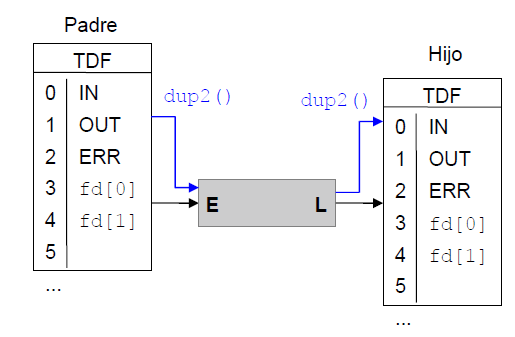 Padre
TDF
0 IN
1 OUT
2 ERR
3 fd[0]
4 fd[1]
5
...
dup2()
E L
dup2()
Hijo
TDF
0 IN
1 OUT
2 ERR
3 fd[0]
4 fd[1]
5
...